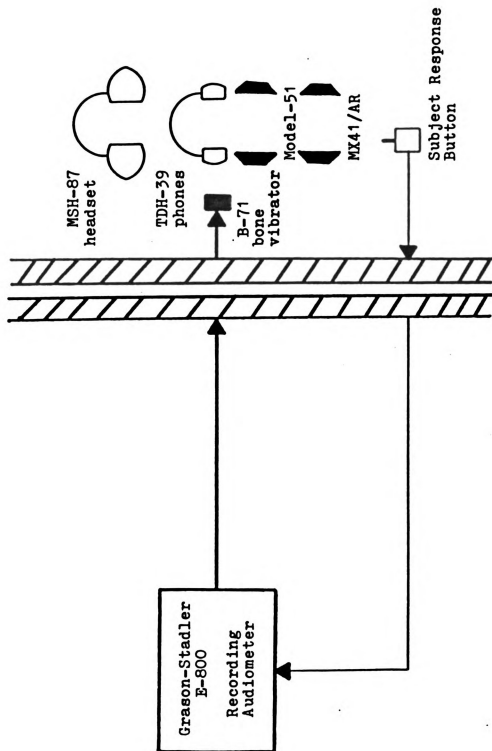 MSH-87
headset
TDH-39
phones
B-71
bone
vibrator
Model-51
MX41/AR
Subject Response
Button
Grason-Stadler
E-800
Recording
Audiometer